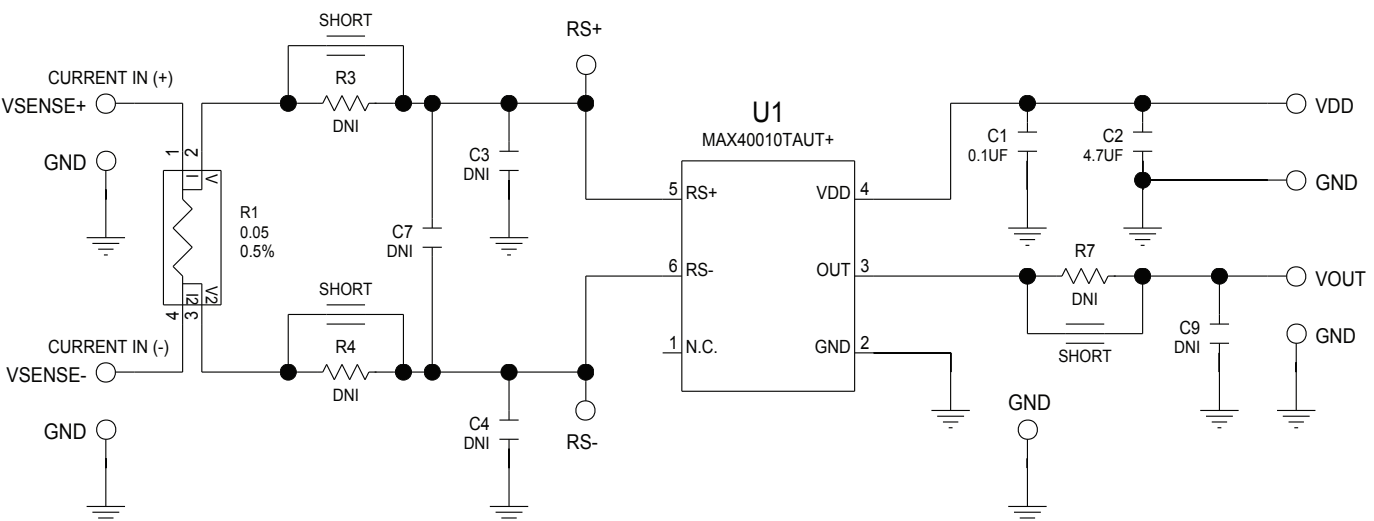 SHORT
RS+
CURRENT IN (+)
R3
VSENSE+
DNI
U1
MAX40010TAUT+
VDD
C1
0.1UF
C2
4.7UF
GND
1
2
C3
DNI
5
RS+
VDD
4
GND
I
V
R1
0.05
0.5%
C7
DNI
R7
6
RS-
OUT
3
VOUT
DNI
SHORT
I2
V2
4
3
C9
DNI
GND
CURRENT IN (-)
R4
1
N.C.
GND
2
SHORT
VSENSE-
DNI
GND
C4
DNI
GND
RS-